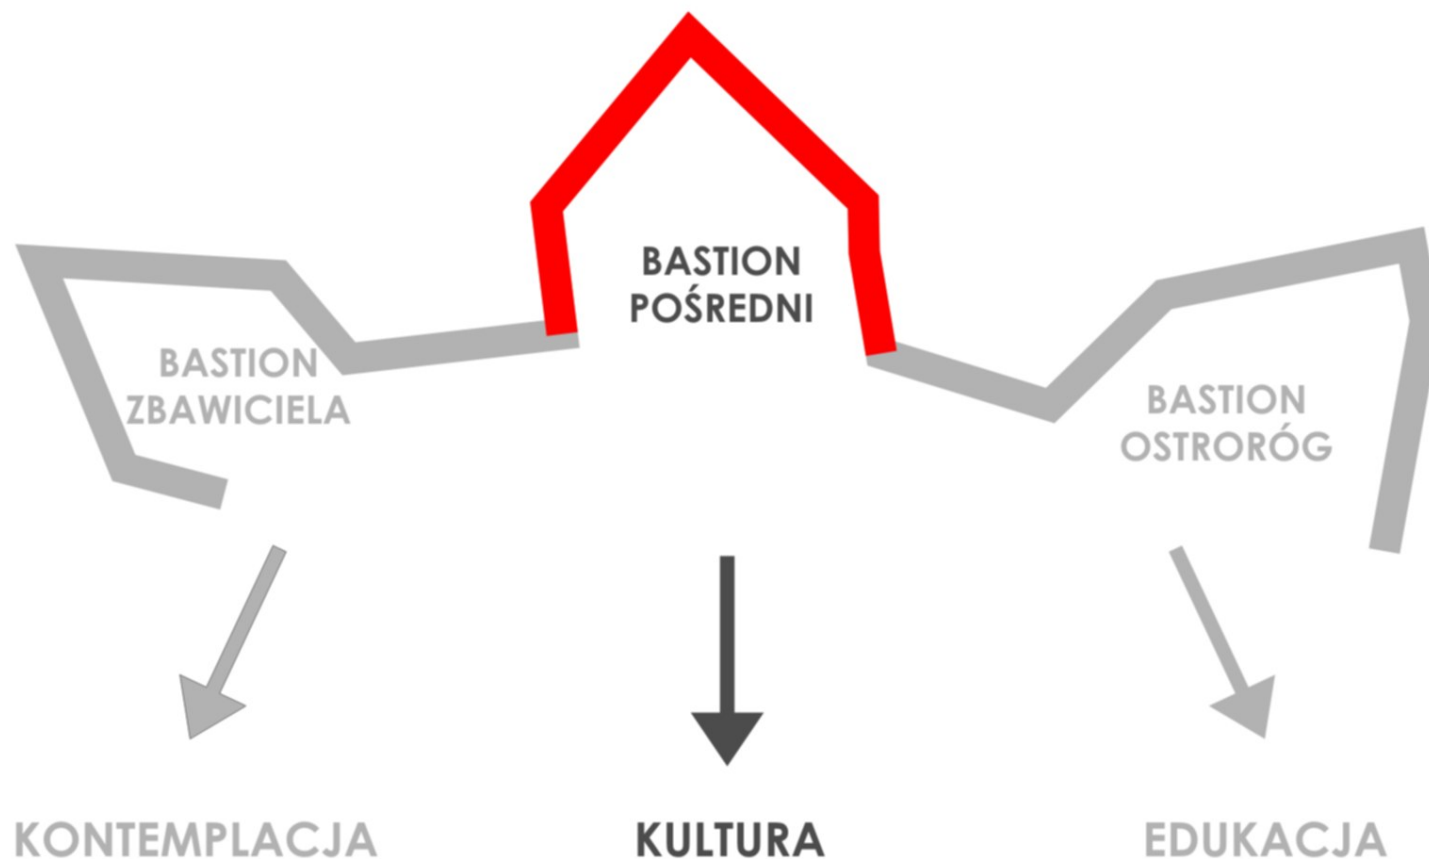 BASTION
POŚREDNI
BASTION
ZBAWICIELA
BASTION
OSTRORÓG
KONTEMPLACJA
KULTURA
EDUKACJA